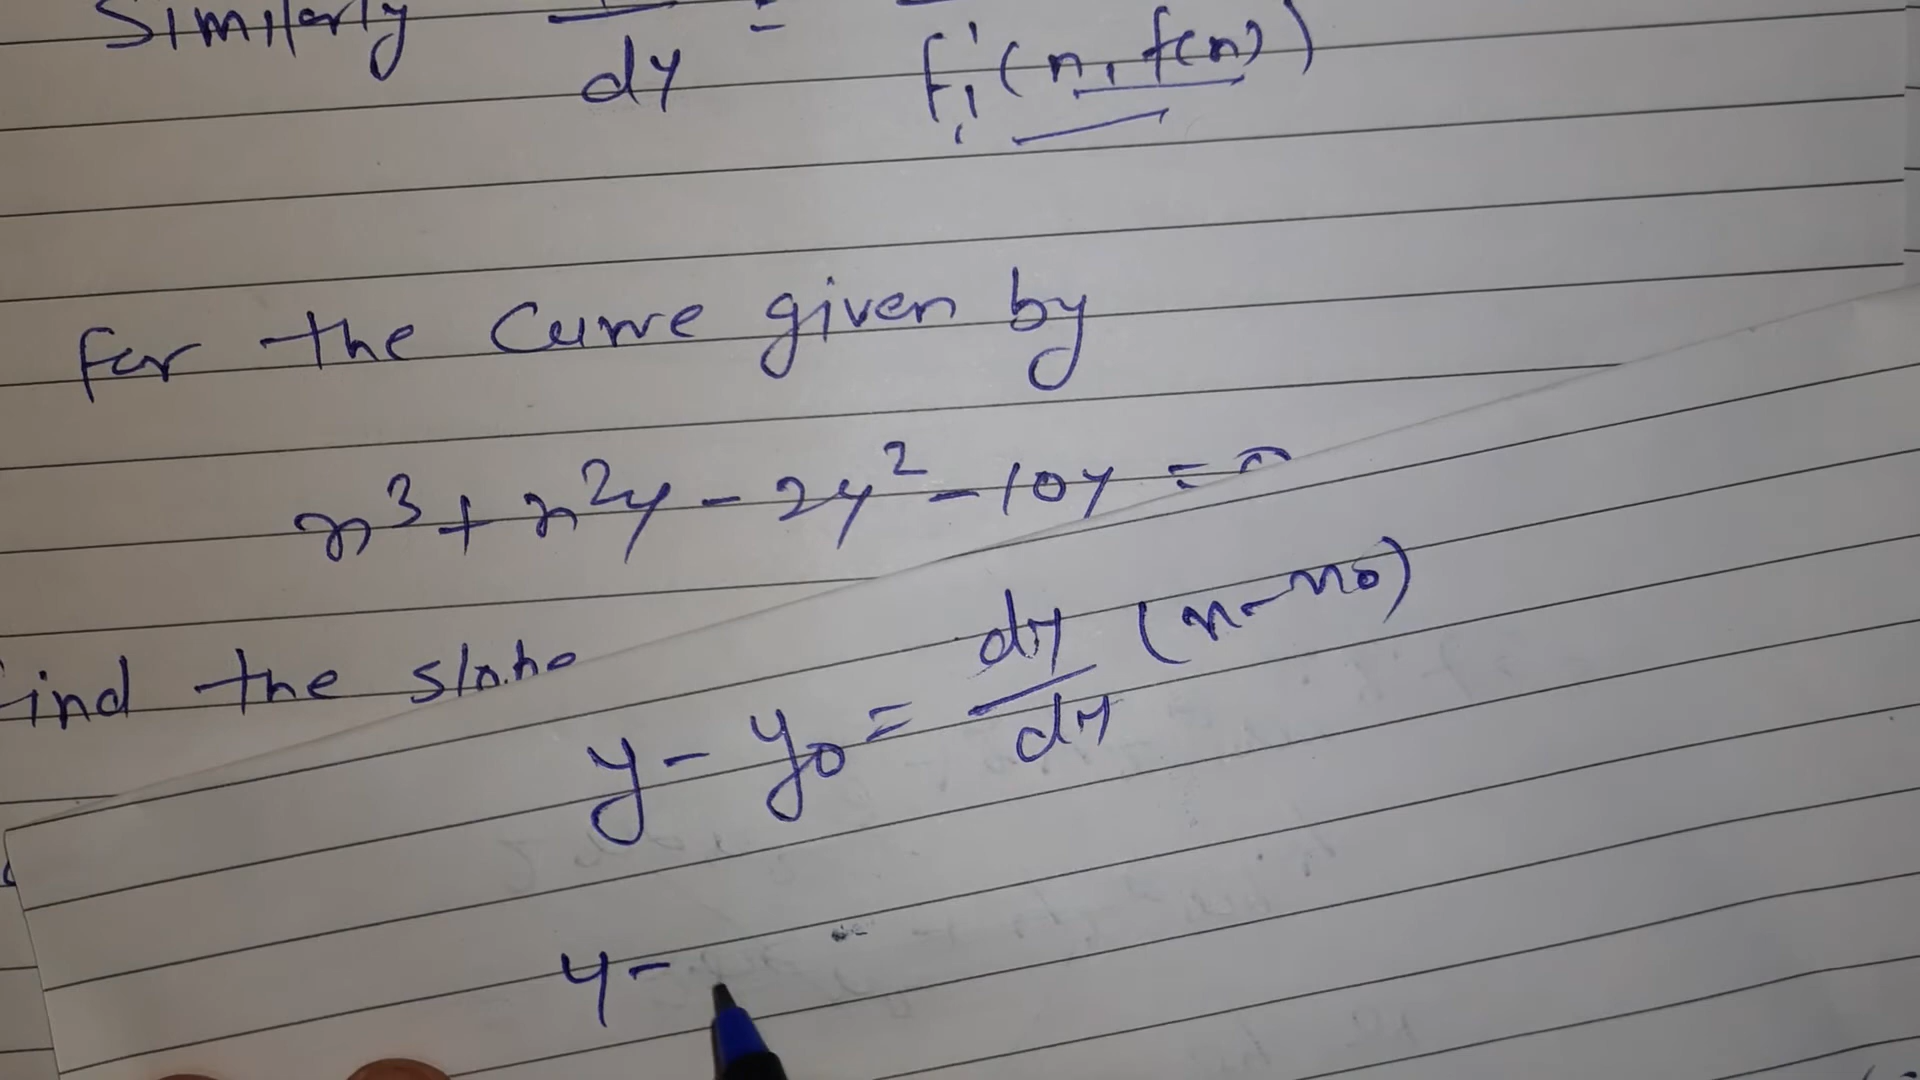 Similarly dy =
F₁'(x, f(x))
for the curve given by
x³ + x²y - 2y² - 10y = 0
find the slope
y - y₀ = dy/dx (x - x₀)
y -